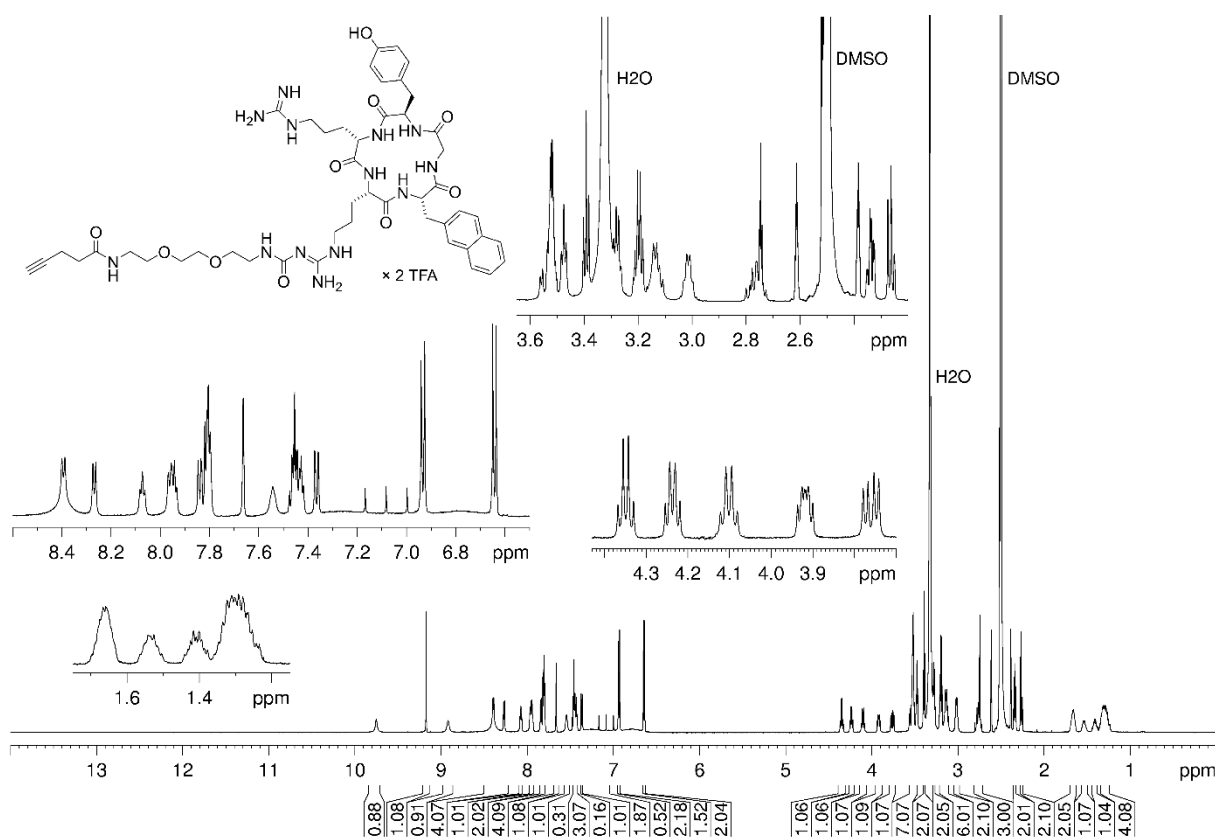 HO
NH
H2N
N
H
O
O
NH
HN
O
O
NH
HN
NH
O
O
O
O
N
H
O
O
H
N
N
NH
O
NH2
× 2 TFA
H2O
DMSO
3.6 3.4 3.2 3.0 2.8 2.6 ppm
DMSO
H2O
8.4 8.2 8.0 7.8 7.6 7.4 7.2 7.0 6.8 ppm
4.3 4.2 4.1 4.0 3.9 ppm
1.6 1.4 ppm
13 12 11 10 9 8 7 6 5 4 3 2 1 ppm
0.88 1.08 0.91 4.07 1.01 2.02 4.09 1.08 1.01 0.31 3.07 0.16 1.01 1.87 0.52 2.18 1.52 2.04 1.06 1.06 1.07 1.09 1.07 7.07 2.07 2.05 6.01 2.10 3.00 2.01 2.10 2.05 1.07 1.04 4.08